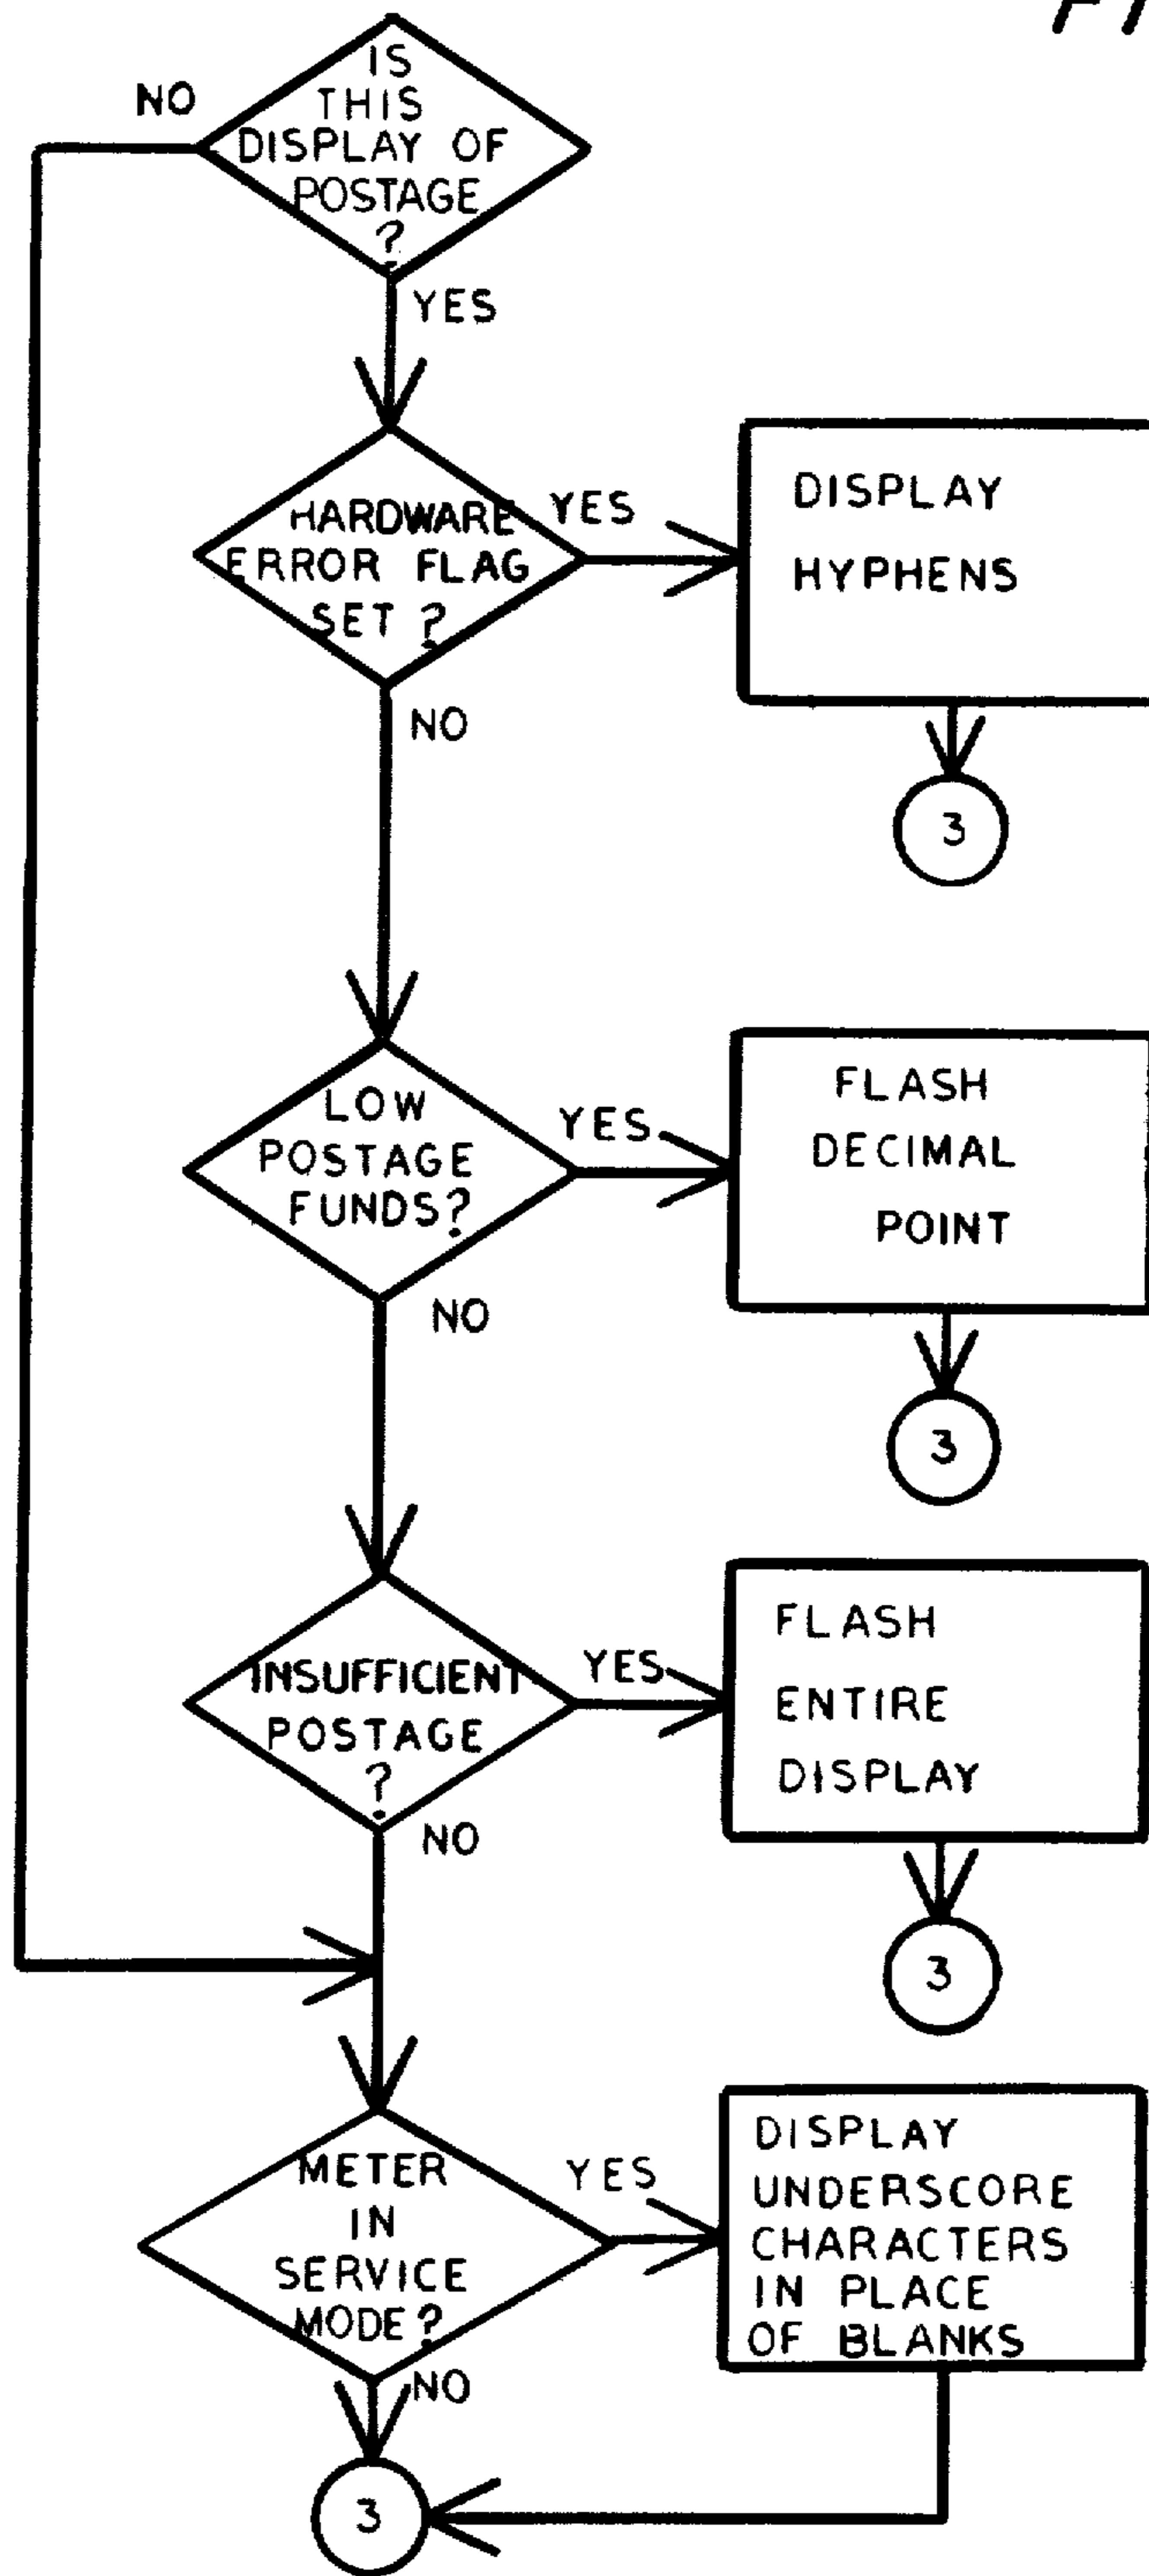 IS
THIS
DISPLAY OF
POSTAGE
?
NO
YES
HARDWARE
ERROR FLAG
SET ?
YES
DISPLAY
HYPHENS
NO
3
LOW
POSTAGE
FUNDS?
YES
FLASH
DECIMAL
POINT
NO
3
INSUFFICIENT
POSTAGE
?
YES
FLASH
ENTIRE
DISPLAY
NO
3
METER
IN
SERVICE
MODE?
YES
DISPLAY
UNDERSCORE
CHARACTERS
IN PLACE
OF BLANKS
NO
3